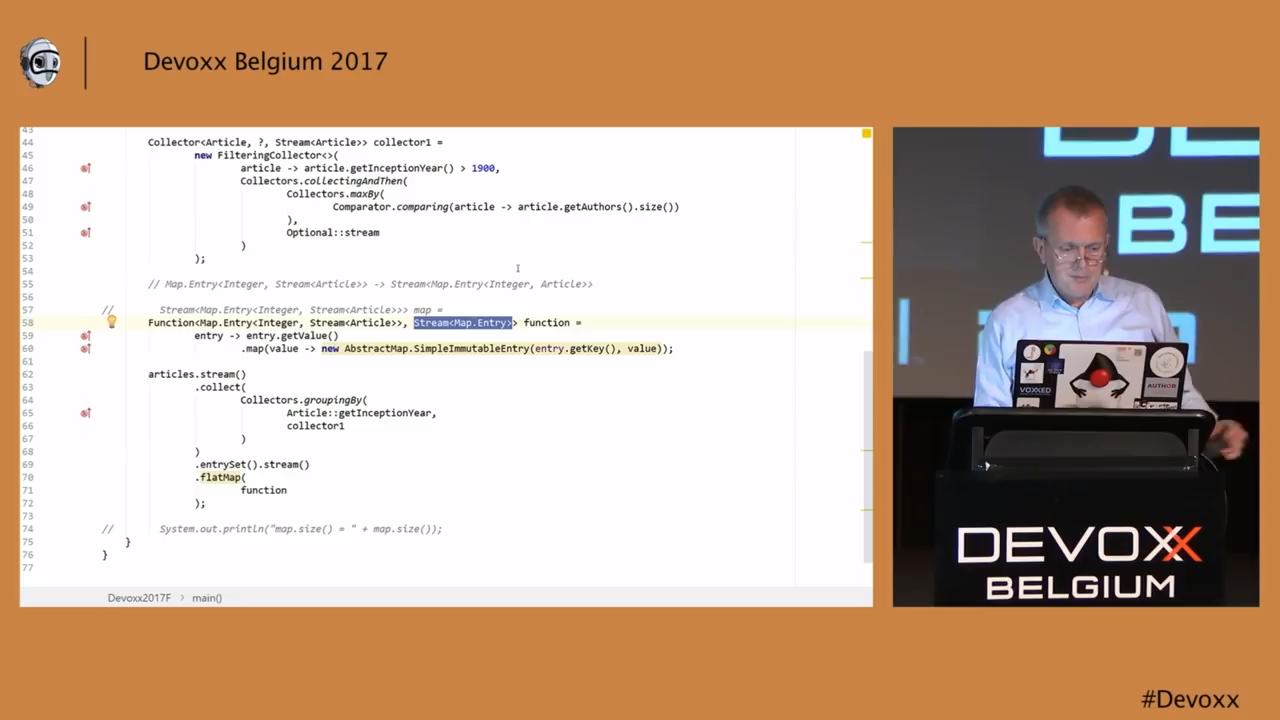 Devoxx Belgium 2017
43
44 Collector<Article, ?, Stream<Article>> collector1 =
45 new FilteringCollector<>(
46 article -> article.getInceptionYear() > 1900,
47 Collectors.collectingAndThen(
48 Collectors.maxBy(
49 Comparator.comparing(article -> article.getAuthors().size())
50 ),
51 Optional::stream
52 )
53 );
54
55 // Map.Entry<Integer, Stream<Article>> -> Stream<Map.Entry<Integer, Article>>
56
57 // Stream<Map.Entry<Integer, Stream<Article>>> map =
58 Function<Map.Entry<Integer, Stream<Article>>, Stream<Map.Entry>> function =
59 entry -> entry.getValue()
60 .map(value -> new AbstractMap.SimpleImmutableEntry(entry.getKey(), value));
61
62 articles.stream()
63 .collect(
64 Collectors.groupingBy(
65 Article::getInceptionYear,
66 collector1
67 )
68 )
69 .entrySet().stream()
70 .flatMap(
71 function
72 );
73
74 // System.out.println("map.size() = " + map.size());
75 }
76 }
77
Devoxx2017F > main()
BE
VOXXED
AUTHOR
DEVOXX
BELGIUM
#Devoxx